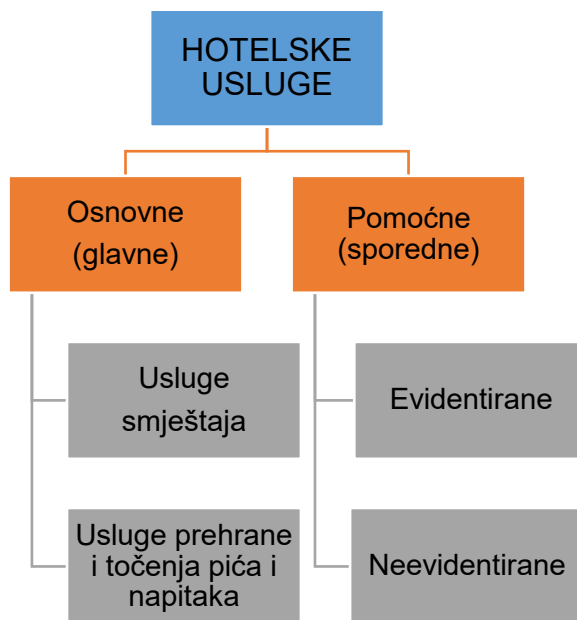 HOTELSKE
USLUGE
Osnovne
(glavne)
Pomoćne
(sporedne)
Usluge
smještaja
Evidentirane
Usluge prehrane
i točenja pića i
napitaka
Neevidentirane